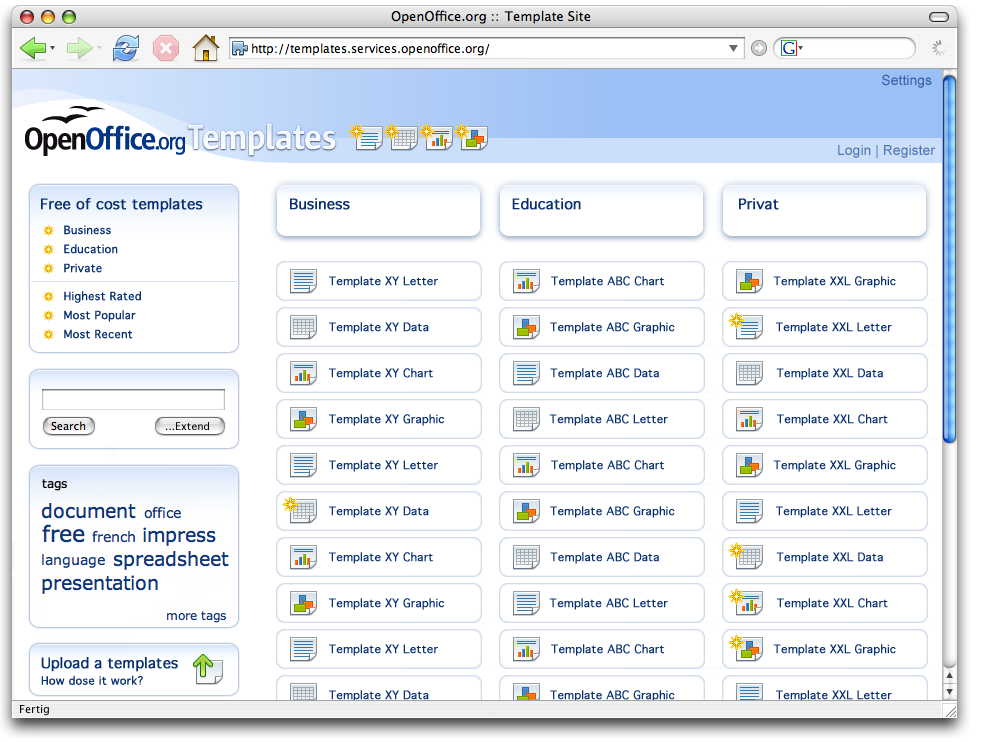 OpenOffice.org :: Template Site
http://templates.services.openoffice.org/
G
Settings
OpenOffice.org Templates
Login | Register
Free of cost templates
Business
Education
Private
Highest Rated
Most Popular
Most Recent
Search
...Extend
tags
document office
free french impress
language spreadsheet
presentation
more tags
Upload a templates
How dose it work?
Business
Template XY Letter
Template XY Data
Template XY Chart
Template XY Graphic
Template XY Letter
Template XY Data
Template XY Chart
Template XY Graphic
Template XY Letter
Template XY Data
Education
Template ABC Chart
Template ABC Graphic
Template ABC Data
Template ABC Letter
Template ABC Chart
Template ABC Graphic
Template ABC Data
Template ABC Letter
Template ABC Chart
Template ABC Graphic
Privat
Template XXL Graphic
Template XXL Letter
Template XXL Data
Template XXL Chart
Template XXL Graphic
Template XXL Letter
Template XXL Data
Template XXL Chart
Template XXL Graphic
Template XXL Letter
Fertig